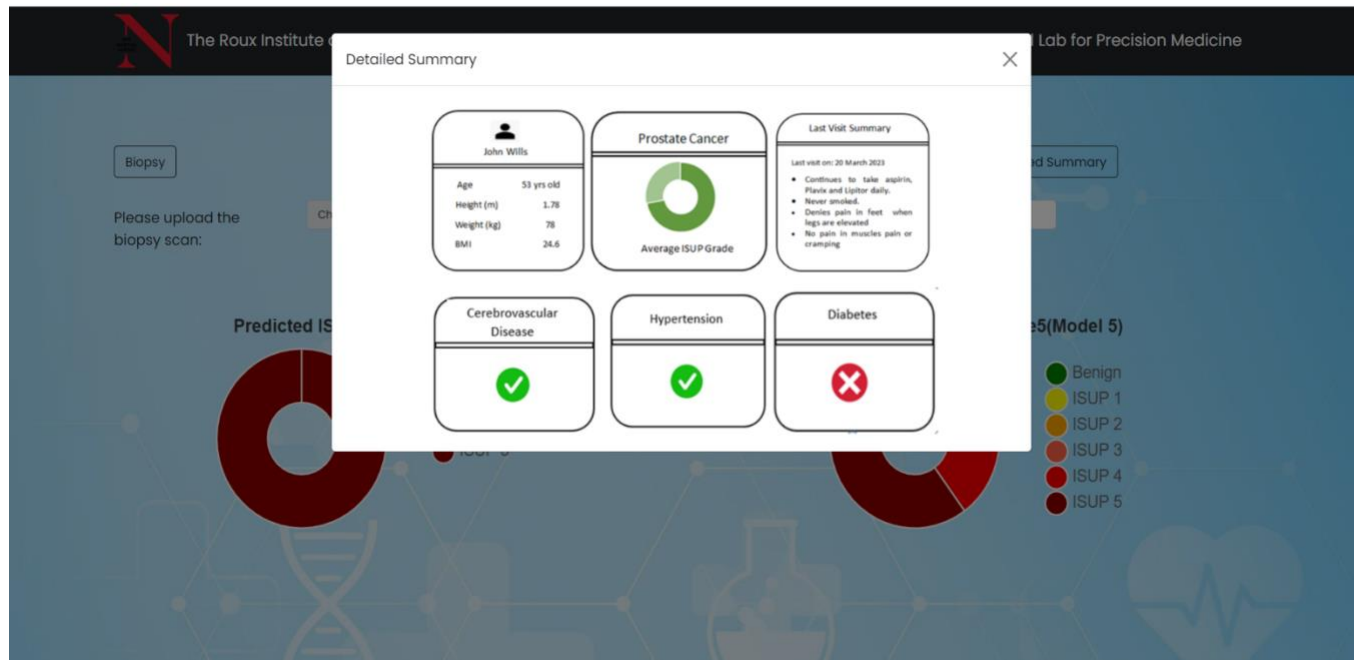 The Roux Institute
Lab for Precision Medicine
Detailed Summary
John Wills
Age 53 yrs old
Height (m) 1.78
Weight (kg) 78
BMI 24.6
Prostate Cancer
Average ISUP Grade
Last Visit Summary
Last visit on: 20 March 2023
Continues to take aspirin,
Plavix and Lipitor daily.
Never smoked.
Denies pain in feet when
legs are elevated
No pain in muscles pain or
cramping
Biopsy
d Summary
Please upload the
biopsy scan:
Ch
Cerebrovascular
Disease
Hypertension
Diabetes
Predicted IS
5(Model 5)
Benign
ISUP 1
ISUP 2
ISUP 3
ISUP 4
ISUP 5